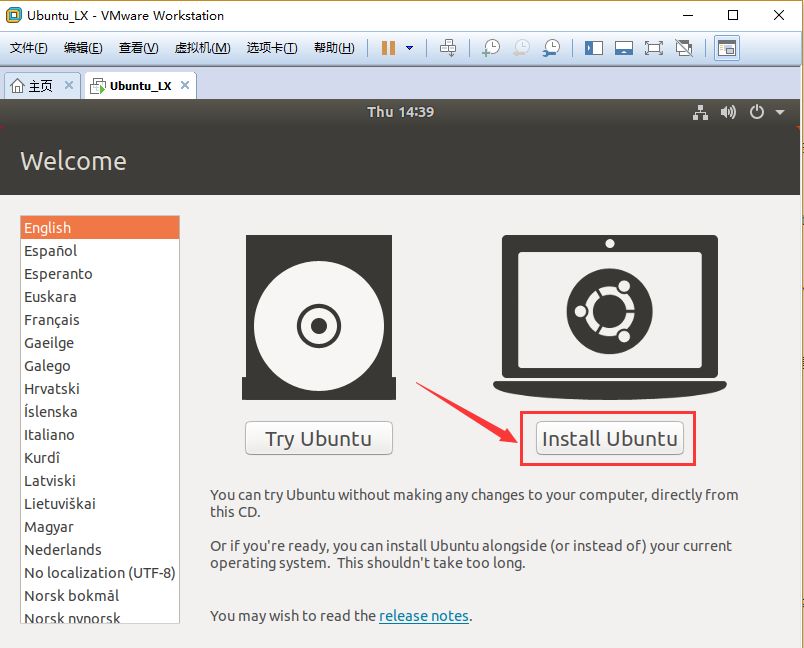 Ubuntu_LX - VMware Workstation
文件(F) 编辑(E) 查看(V) 虚拟机(M) 选项卡(T) 帮助(H)
主页 Ubuntu_LX
Thu 14:39
Welcome
English
Español
Esperanto
Euskara
Français
Gaeilge
Galego
Hrvatski
Íslenska
Italiano
Kurdî
Latviski
Lietuviškai
Magyar
Nederlands
No localization (UTF-8)
Norsk bokmål
Norsk nynorsk
Try Ubuntu
Install Ubuntu
You can try Ubuntu without making any changes to your computer, directly from
this CD.
Or if you're ready, you can install Ubuntu alongside (or instead of) your current
operating system. This shouldn't take too long.
You may wish to read the release notes.